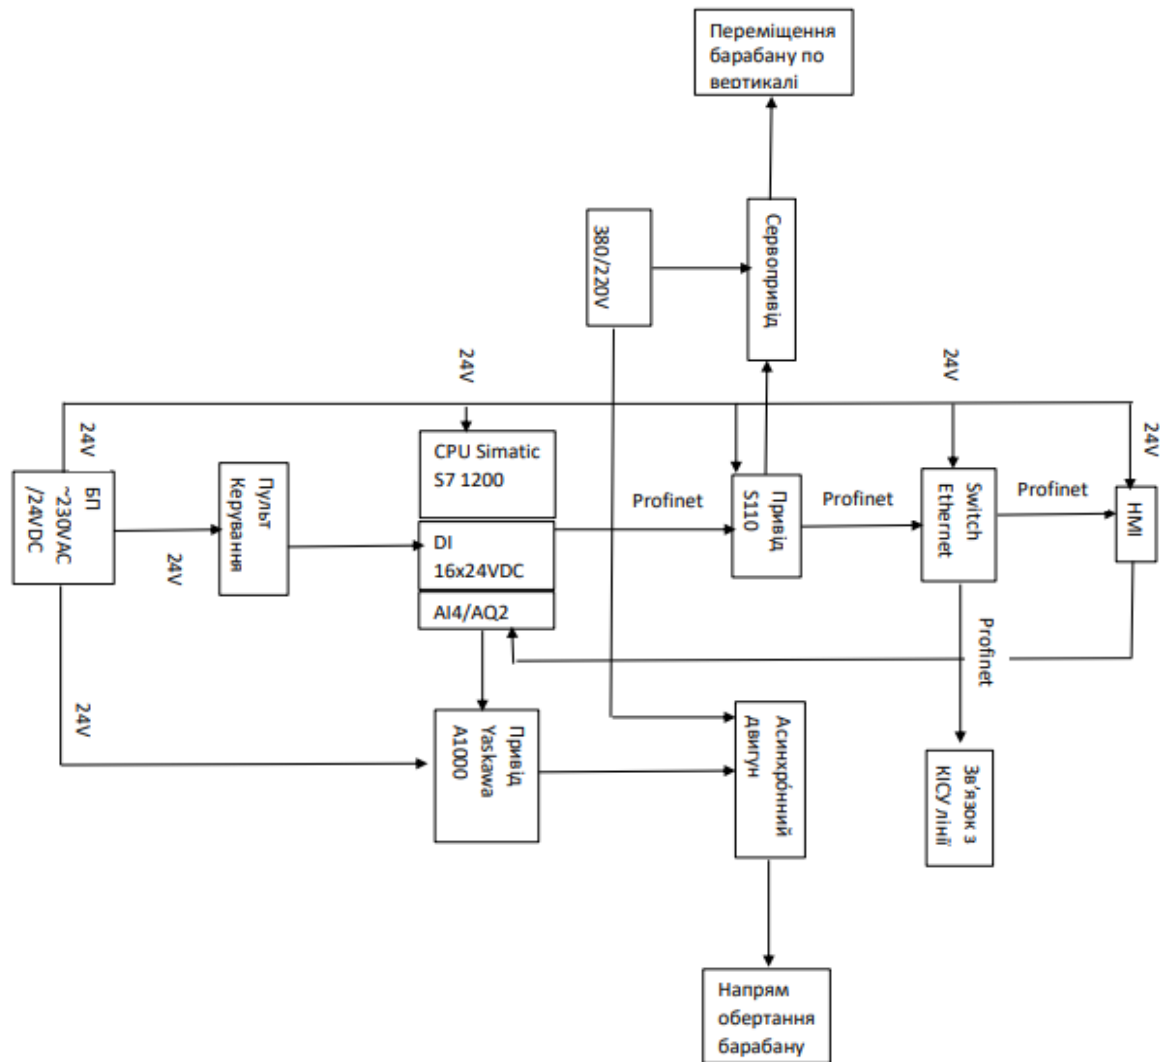 Переміщення
барабану по
вертикалі
380/220V
Сервопривід
24V
24V
24V
24V
БП
~230VAC
/24VDC
24V
Пульт
Керування
CPU Simatic
S7 1200
DI
16x24VDC
AI4/AQ2
Profinet
Привід
S110
Profinet
Switch
Ethernet
Profinet
HMI
Profinet
24V
Привід
Yaskawa
A1000
Асинхро́нний
двигун
Зв'язок з
КІСУ лінії
Напрям
обертання
барабану